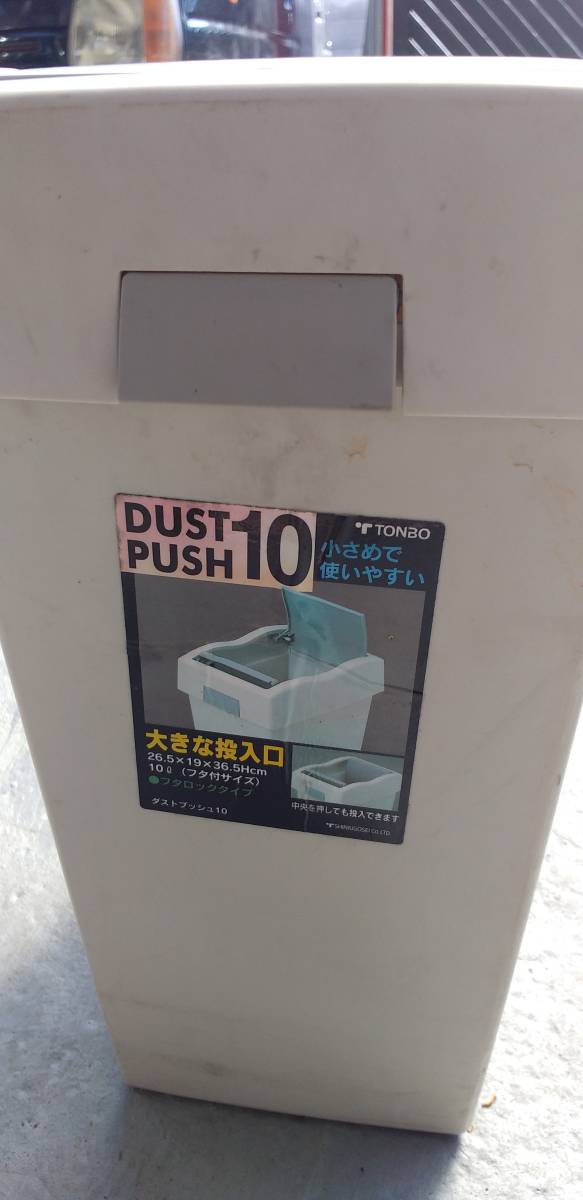 DUST
PUSH 10
TONBO
小さめで
使いやすい
大きな投入口
26.5×19×36.5Hcm
10ℓ (フタ付サイズ)
●フタロックタイプ
ダストプッシュ10
中央を押しても投入できます
SHINKIGOSEI CO.LTD.